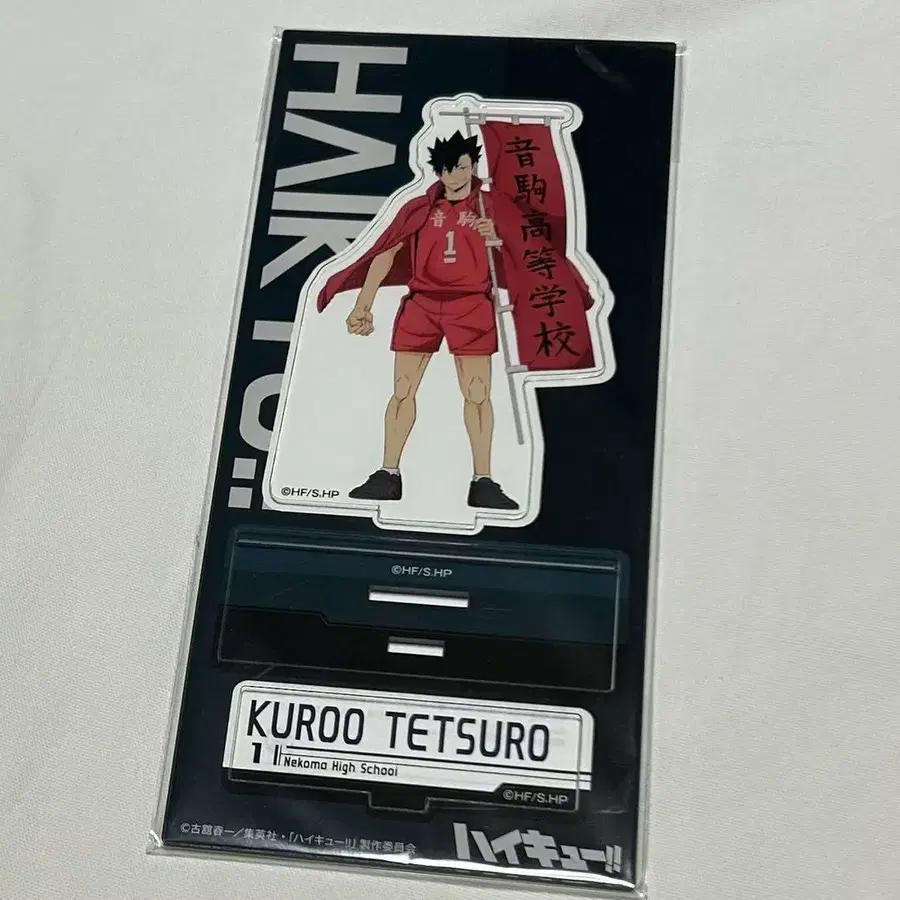 HAIKYU!!
音駒高等学校
音駒
1
©HF/S,HP
©HF/S,HP
KUROO TETSURO
1
Nekoma High School
©HF/S,HP
©古舘春一／集英社・「ハイキュー!!」製作委員会
ハイキュー!!